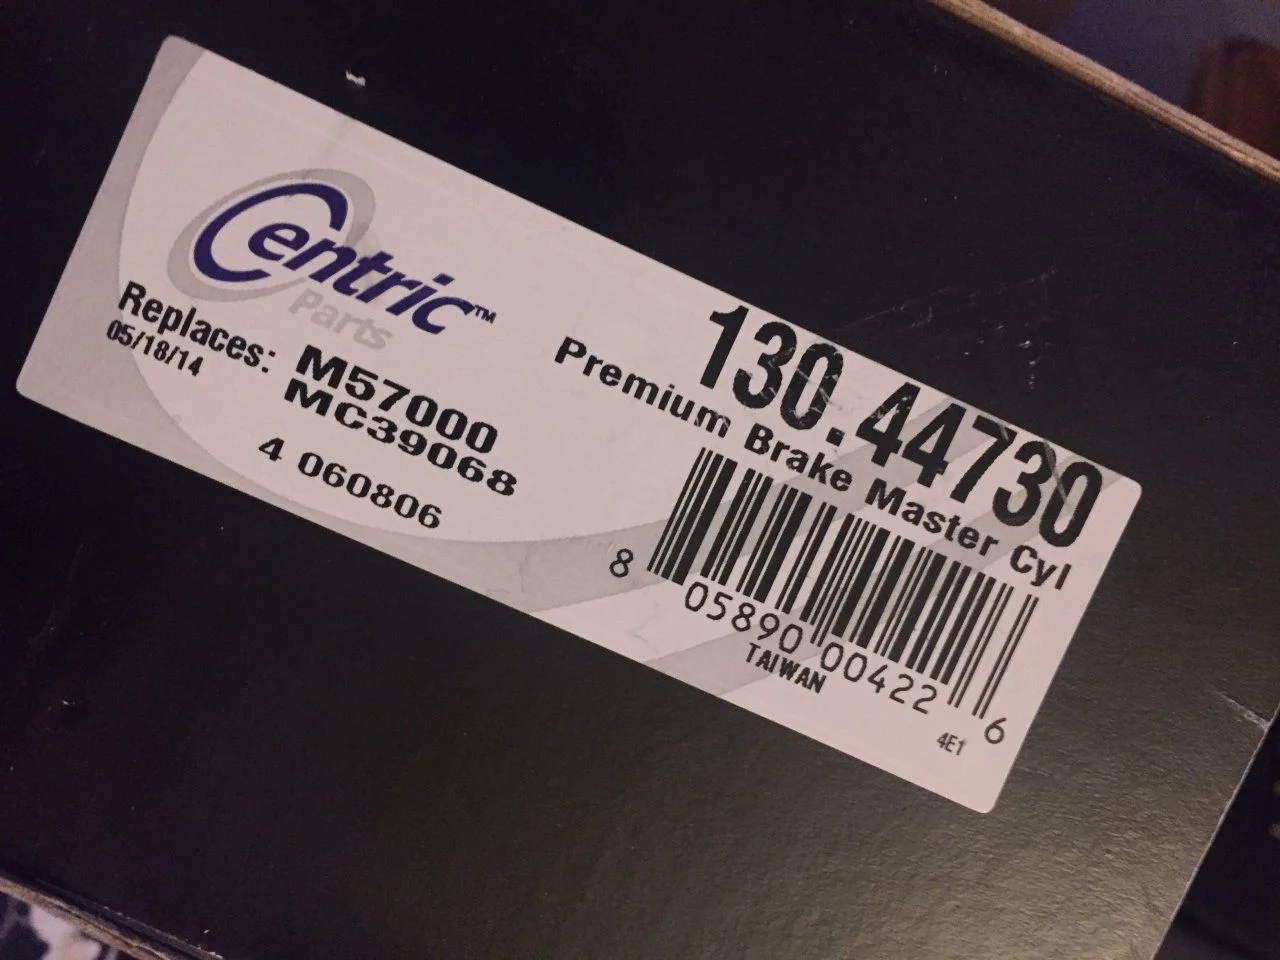 Centric™
Parts
Replaces:
05/18/14
M57000
MC39068
4 060806
130.44730
Premium Brake Master Cyl
8 05890 00422 6
TAIWAN
4E1